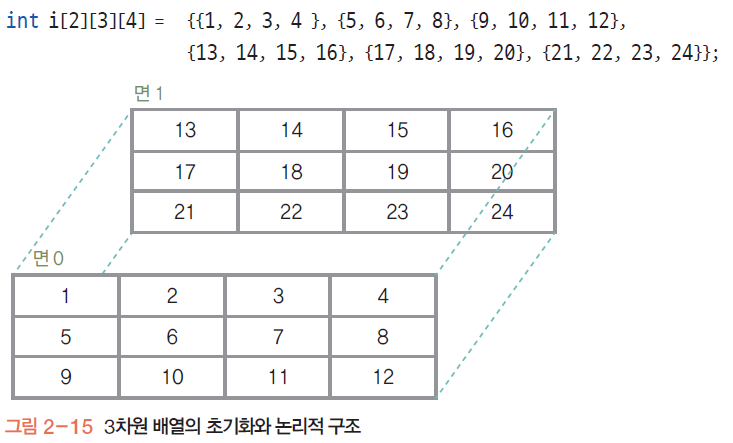 int i[2][3][4] = {{1, 2, 3, 4 }, {5, 6, 7, 8}, {9, 10, 11, 12},
{13, 14, 15, 16}, {17, 18, 19, 20}, {21, 22, 23, 24}};
면 1
13 14 15 16
17 18 19 20
21 22 23 24
면 0
1 2 3 4
5 6 7 8
9 10 11 12
그림 2-15 3차원 배열의 초기화와 논리적 구조